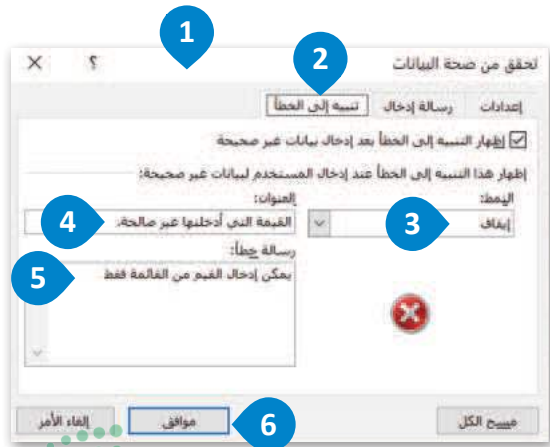 1
2
تحقق من صحة البيانات
؟
إعدادات رسالة إدخال تنبيه إلى الخطأ
إظهار التنبيه إلى الخطأ بعد إدخال بيانات غير صحيحة
إظهار هذا التنبيه إلى الخطأ عند إدخال المستخدم لبيانات غير صحيحة:
النمط: العنوان:
إيقاف 3 القيمة التي أدخلتها غير صالحة. 4
رسالة خطأ:
يمكن إدخال القيم من القائمة فقط 5
مسح الكل 6 موافق إلغاء الأمر